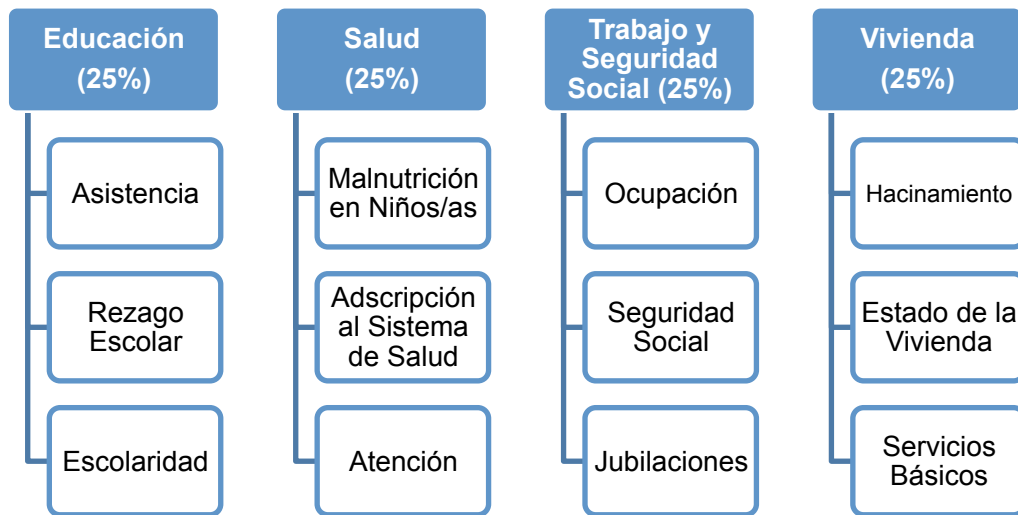 Educación
(25%)
Asistencia
Rezago
Escolar
Escolaridad
Salud
(25%)
Malnutrición
en Niños/as
Adscripción
al Sistema
de Salud
Atención
Trabajo y
Seguridad
Social (25%)
Ocupación
Seguridad
Social
Jubilaciones
Vivienda
(25%)
Hacinamiento
Estado de la
Vivienda
Servicios
Básicos